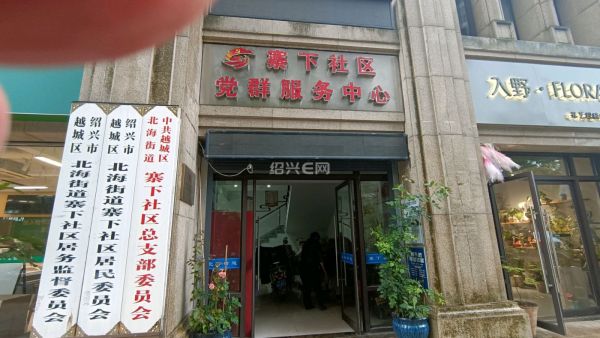 寨下社区
党群服务中心
入野·FLORA
绍兴E网
中共越城区
北海街道
寨下社区总支部委员会
绍兴市
越城区
北海街道寨下社区居民委员会
绍兴市
越城区
北海街道寨下社区居务监督委员会